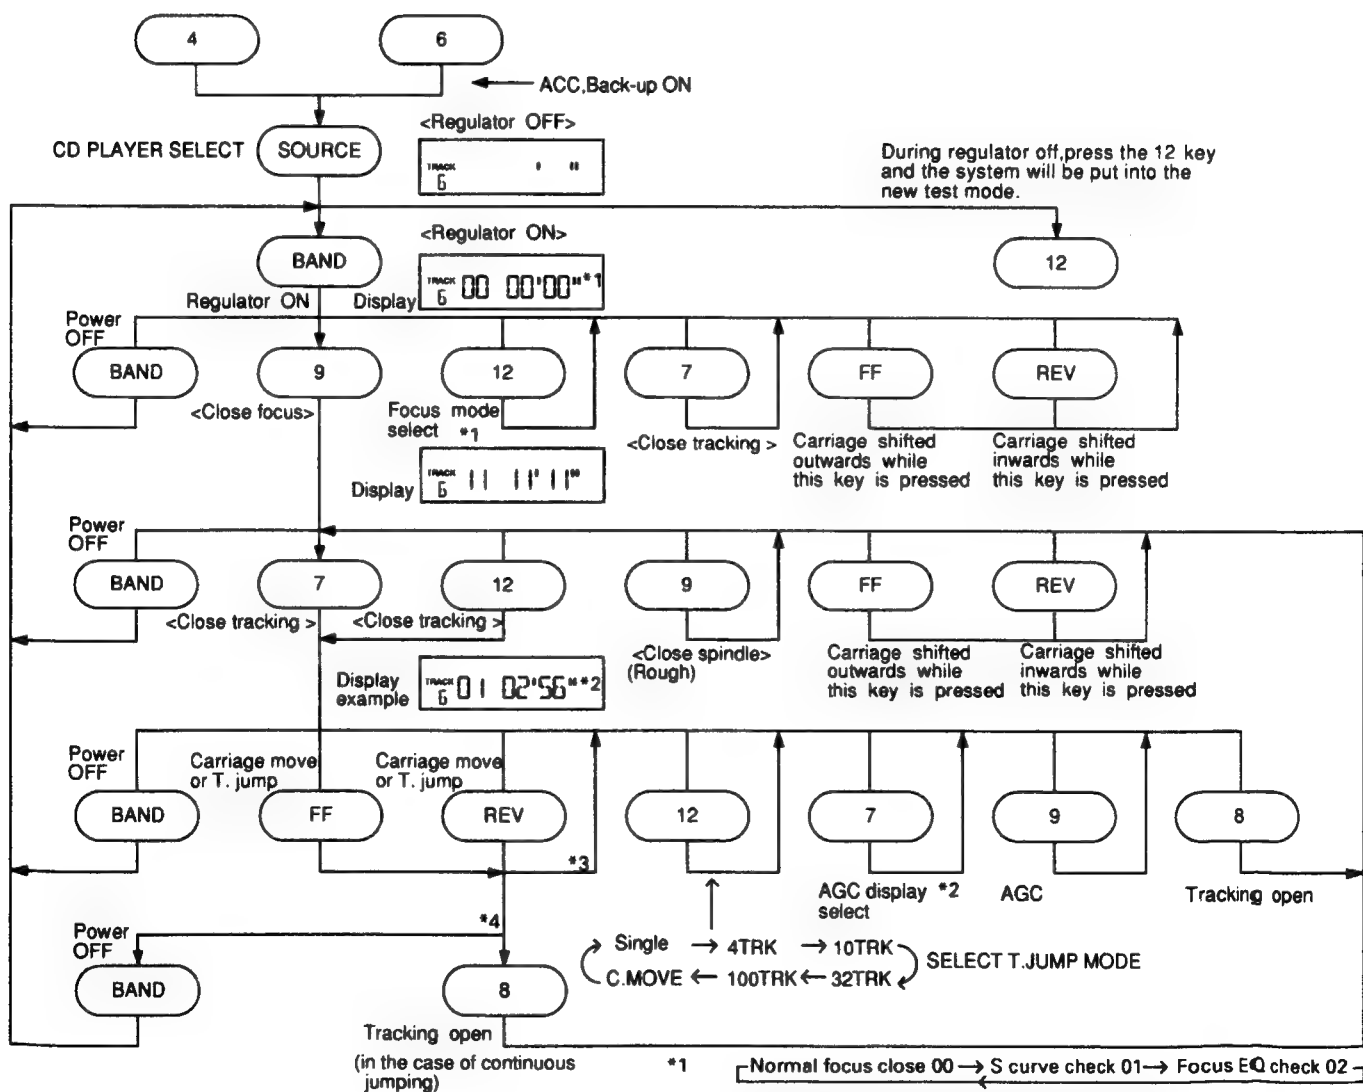 4
6
ACC,Back-up ON
<Regulator OFF>
CD PLAYER SELECT
SOURCE
TRACK
6 ' "
During regulator off,press the 12 key
and the system will be put into the
new test mode.
<Regulator ON>
BAND
12
Regulator ON
Display
TRACK
6 00 00'00" *1
Power
OFF
BAND
9
12
7
FF
REV
<Close focus>
Focus mode
select *1
<Close tracking >
Carriage shifted
outwards while
this key is pressed
Carriage shifted
inwards while
this key is pressed
Display
TRACK
6 11 11'11"
Power
OFF
BAND
7
12
9
FF
REV
<Close tracking >
<Close tracking >
<Close spindle>
(Rough)
Carriage shifted
outwards while
this key is pressed
Carriage shifted
inwards while
this key is pressed
Display
example
TRACK
6 01 02'56" *2
Power
OFF
Carriage move
or T. jump
Carriage move
or T. jump
BAND
FF
REV
12
7
9
8
*3
AGC display *2
select
AGC
Tracking open
*4
Power
OFF
Single → 4TRK → 10TRK
C.MOVE ← 100TRK ← 32TRK
SELECT T.JUMP MODE
BAND
8
Tracking open
(in the case of continuous
jumping)
*1 Normal focus close 00 → S curve check 01 → Focus EQ check 02